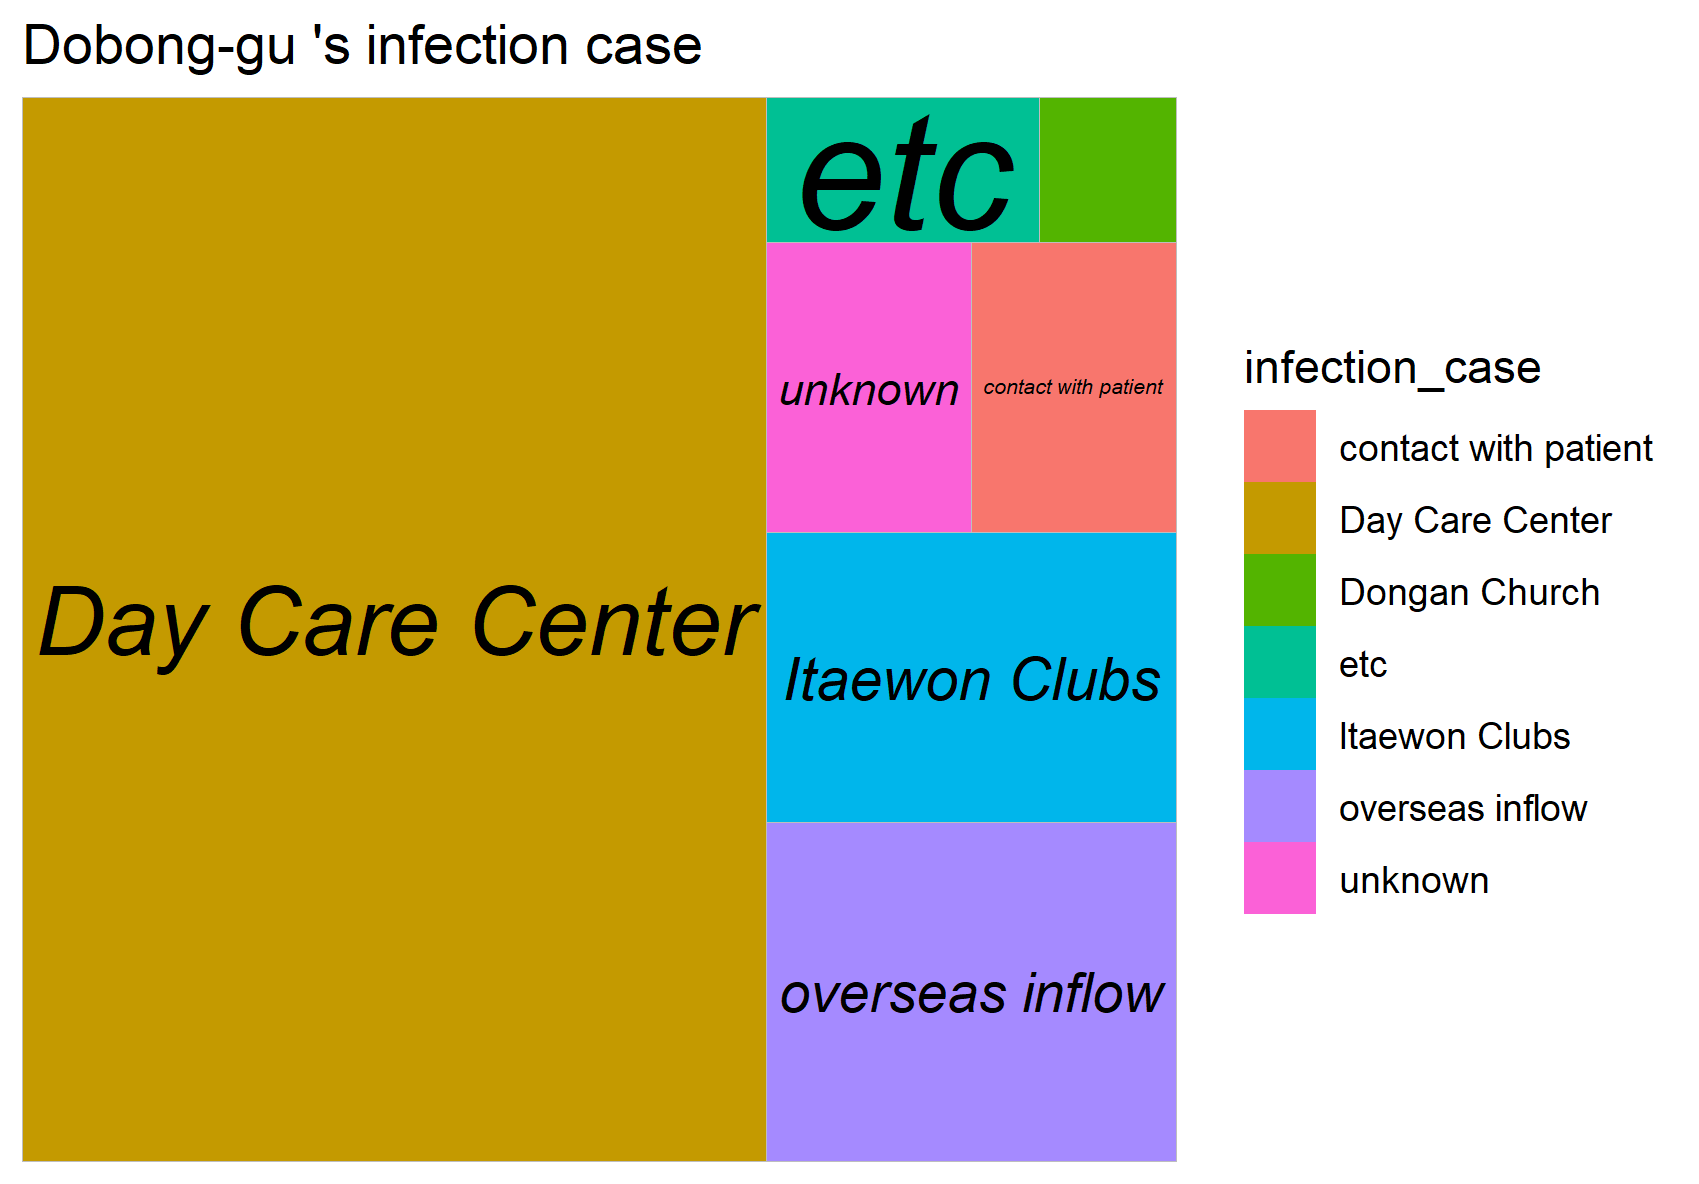 Dobong-gu 's infection case
etc
unknown
contact with patient
Day Care Center
Itaewon Clubs
overseas inflow
infection_case
contact with patient
Day Care Center
Dongan Church
etc
Itaewon Clubs
overseas inflow
unknown